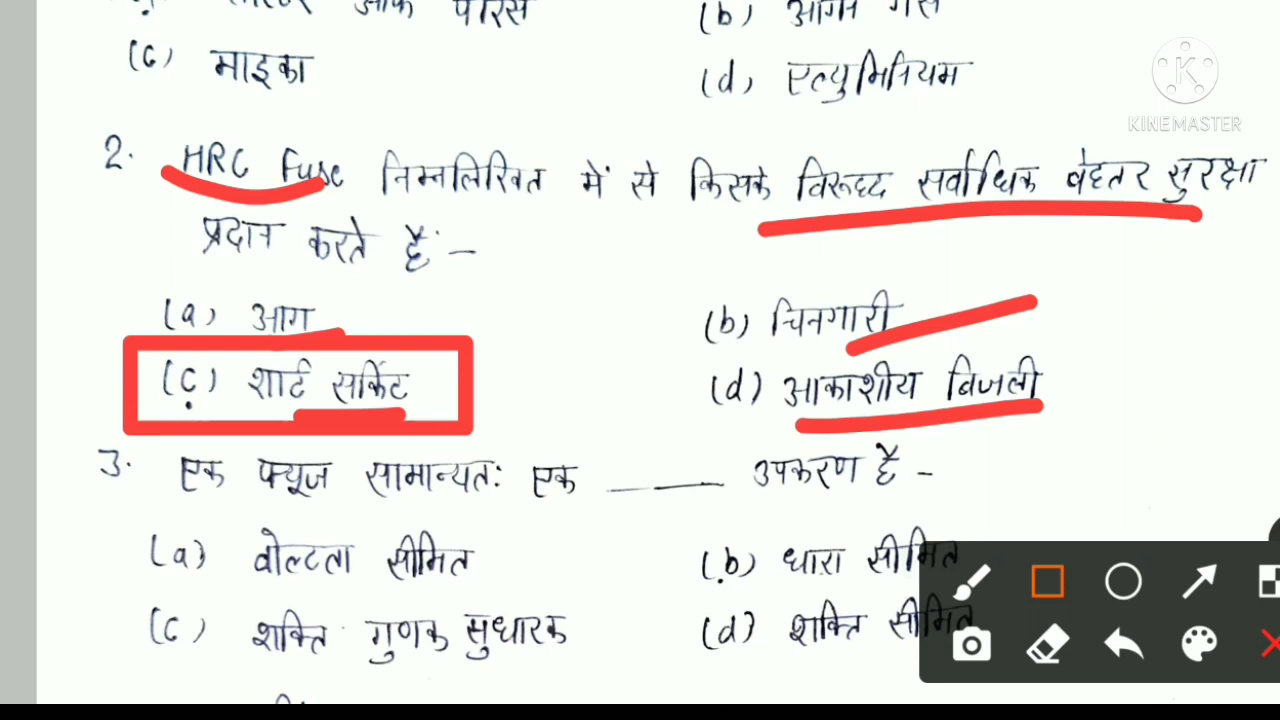 ऑफ पेरिस
(b)
(c) माइका
(d) एल्युमिनियम
KINEMASTER
2. HRC Fuse निम्नलिखित में से किसके विरूध्द सर्वाधिक बेहतर सुरक्षा
प्रदान करते है:-
(a) आग
(b) चिनगारी
(c) शार्ट सर्किट
(d) आकाशीय बिजली
3. एक फ्यूज सामान्यत: एक ____ उपकरण है -
(a) वोल्टता सीमित
(b) धारा सीमित
(c) शक्ति गुणक सुधारक
(d) शक्ति सीमित